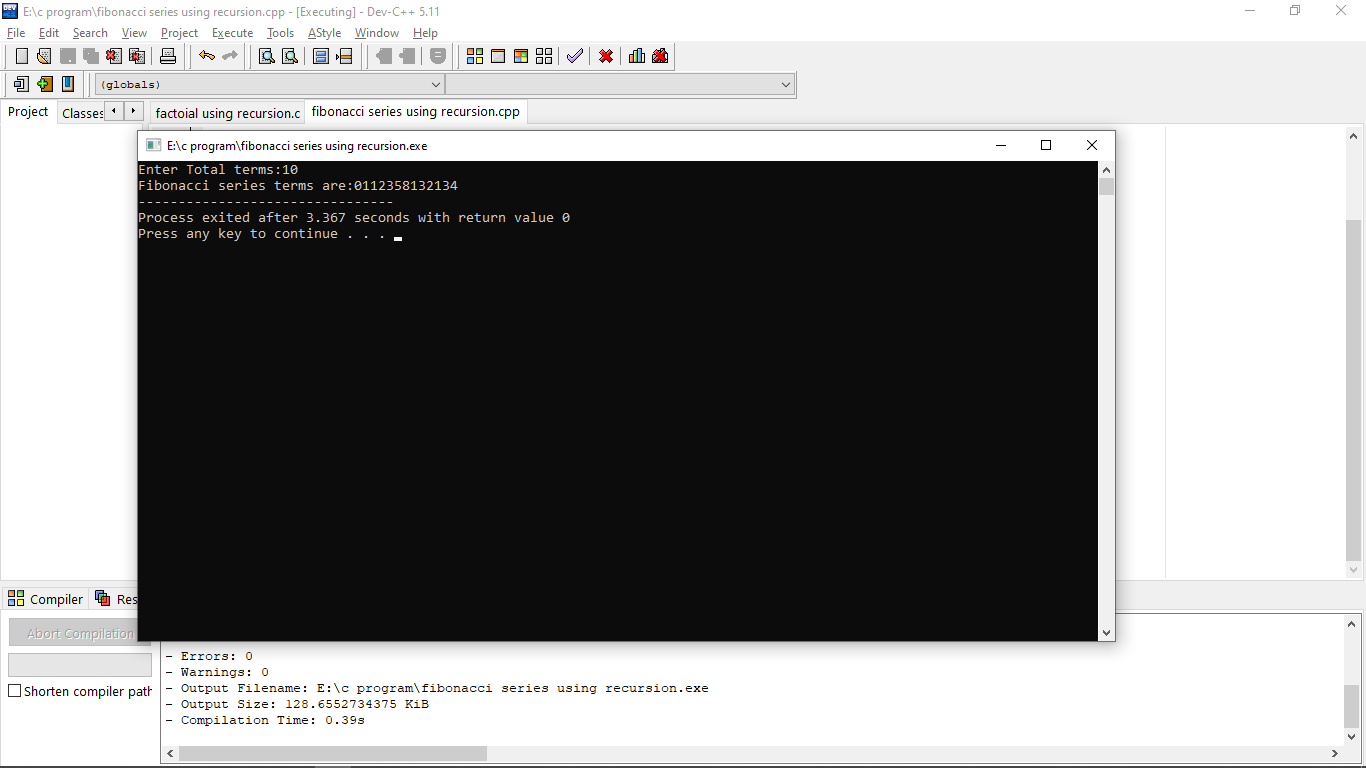 E:\c program\fibonacci series using recursion.cpp - [Executing] - Dev-C++ 5.11
File Edit Search View Project Execute Tools AStyle Window Help
(globals)
Project Classes factoial using recursion.c fibonacci series using recursion.cpp
E:\c program\fibonacci series using recursion.exe
Enter Total terms:10
Fibonacci series terms are:0112358132134
--------------------------------
Process exited after 3.367 seconds with return value 0
Press any key to continue . . .
Compiler Res
Abort Compilation
Shorten compiler path
- Errors: 0
- Warnings: 0
- Output Filename: E:\c program\fibonacci series using recursion.exe
- Output Size: 128.6552734375 KiB
- Compilation Time: 0.39s